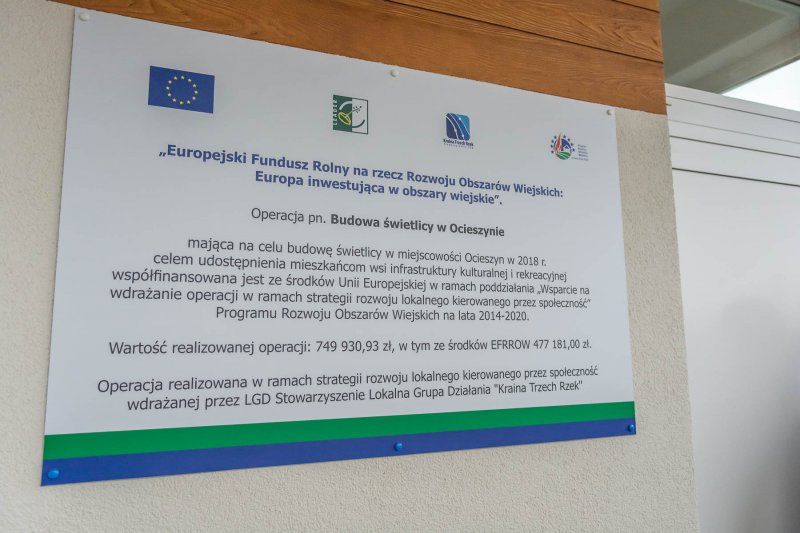 LEADER
Kraina Trzech Rzek
„Europejski Fundusz Rolny na rzecz Rozwoju Obszarów Wiejskich:
Europa inwestująca w obszary wiejskie”.
Operacja pn. Budowa świetlicy w Ocieszynie
mająca na celu budowę świetlicy w miejscowości Ocieszyn w 2018 r.
celem udostępnienia mieszkańcom wsi infrastruktury kulturalnej i rekreacyjnej
współfinansowana jest ze środków Unii Europejskiej w ramach poddziałania „Wsparcie na
wdrażanie operacji w ramach strategii rozwoju lokalnego kierowanego przez społeczność”
Programu Rozwoju Obszarów Wiejskich na lata 2014-2020.
Wartość realizowanej operacji: 749 930,93 zł, w tym ze środków EFRROW 477 181,00 zł.
Operacja realizowana w ramach strategii rozwoju lokalnego kierowanego przez społeczność
wdrażanej przez LGD Stowarzyszenie Lokalna Grupa Działania "Kraina Trzech Rzek"